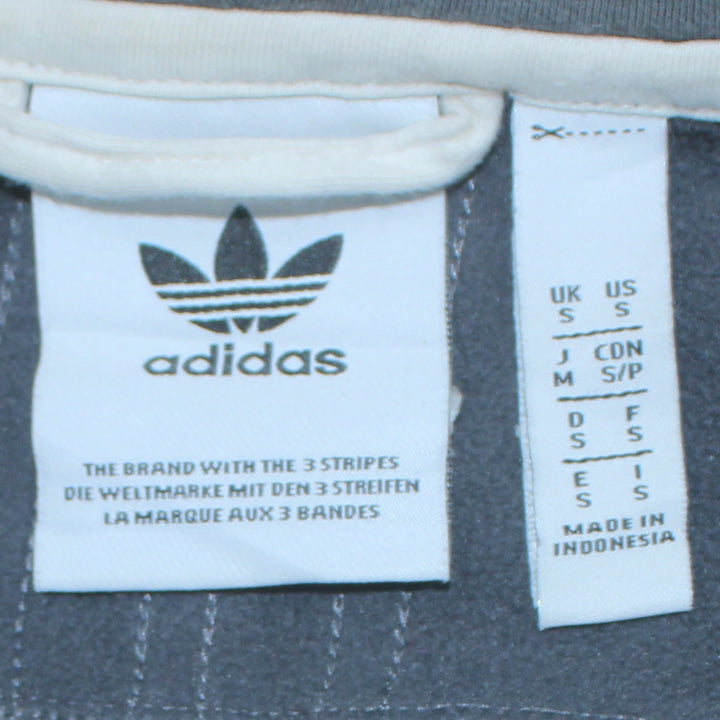 adidas
THE BRAND WITH THE 3 STRIPES
DIE WELTMARKE MIT DEN 3 STREIFEN
LA MARQUE AUX 3 BANDES
UK US
S S
J CDN
M S/P
D F
S S
E I
S S
MADE IN
INDONESIA